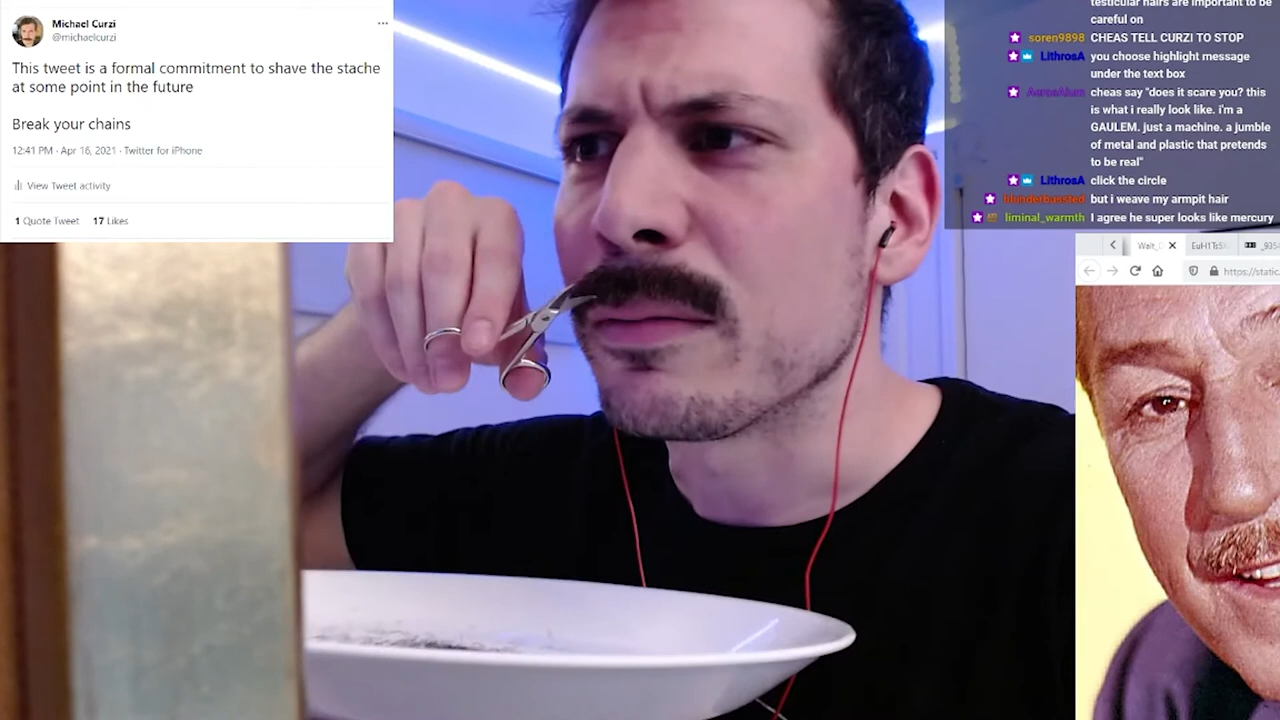 Michael Curzi
@michaelcurzi
This tweet is a formal commitment to shave the stache
at some point in the future
Break your chains
12:41 PM · Apr 16, 2021 · Twitter for iPhone
View Tweet activity
1 Quote Tweet 17 Likes
testicular hairs are important to be
careful on
soren9898 CHEAS TELL CURZI TO STOP
LithrosA you choose highlight message
under the text box
cheas say "does it scare you? this
is what i really look like. i'm a
GAULEM. just a machine. a jumble
of metal and plastic that pretends
to be real"
LithrosA click the circle
but i weave my armpit hair
liminal_warmth I agree he super looks like mercury
https://static.